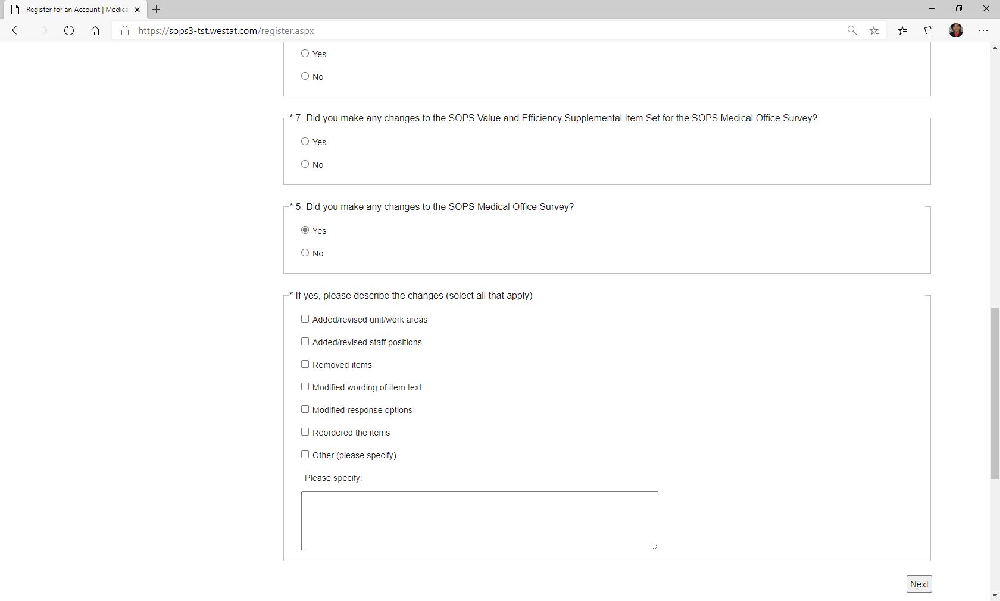 Register for an Account | Medica
https://sops3-tst.westat.com/register.aspx
Yes
No
* 7. Did you make any changes to the SOPS Value and Efficiency Supplemental Item Set for the SOPS Medical Office Survey?
Yes
No
* 5. Did you make any changes to the SOPS Medical Office Survey?
Yes
No
* If yes, please describe the changes (select all that apply)
Added/revised unit/work areas
Added/revised staff positions
Removed items
Modified wording of item text
Modified response options
Reordered the items
Other (please specify)
Please specify:
Next